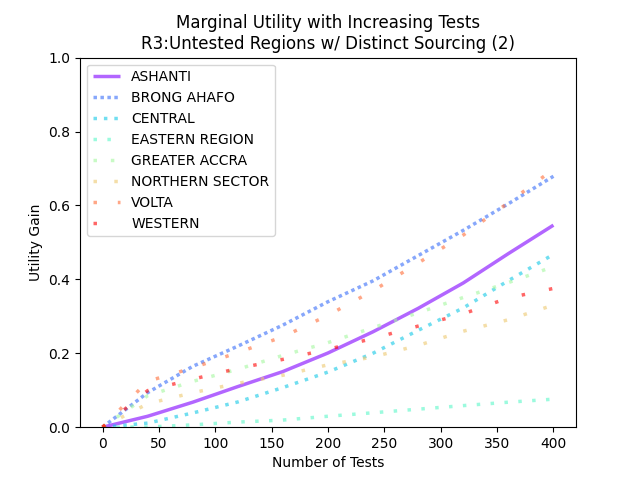 Marginal Utility with Increasing Tests
R3:Untested Regions w/ Distinct Sourcing (2)
1.0
0.8
0.6
0.4
0.2
0.0
Utility Gain
ASHANTI
BRONG AHAFO
CENTRAL
EASTERN REGION
GREATER ACCRA
NORTHERN SECTOR
VOLTA
WESTERN
0 50 100 150 200 250 300 350 400
Number of Tests